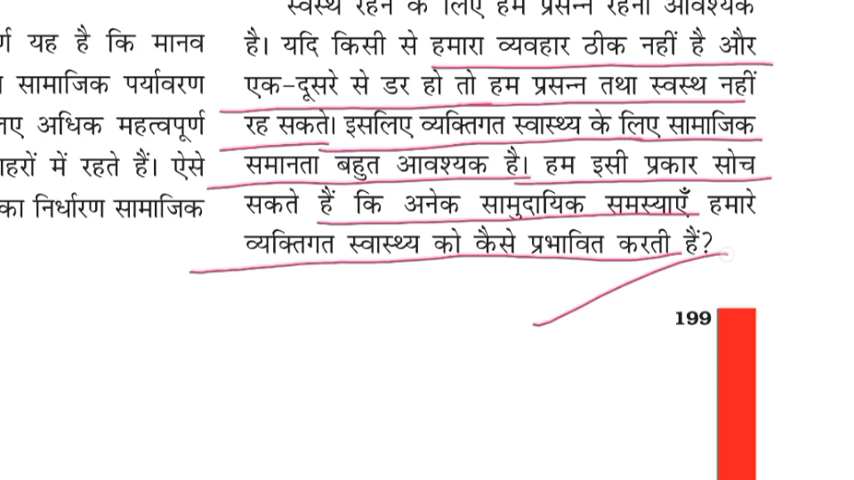 र्ण यह है कि मानव
सामाजिक पर्यावरण
लए अधिक महत्वपूर्ण
हरों में रहते हैं। ऐसे
का निर्धारण सामाजिक
स्वस्थ रहने के लिए हमें प्रसन्न रहना आवश्यक
है। यदि किसी से हमारा व्यवहार ठीक नहीं है और
एक-दूसरे से डर हो तो हम प्रसन्न तथा स्वस्थ नहीं
रह सकते। इसलिए व्यक्तिगत स्वास्थ्य के लिए सामाजिक
समानता बहुत आवश्यक है। हम इसी प्रकार सोच
सकते हैं कि अनेक सामुदायिक समस्याएँ हमारे
व्यक्तिगत स्वास्थ्य को कैसे प्रभावित करती हैं?
199